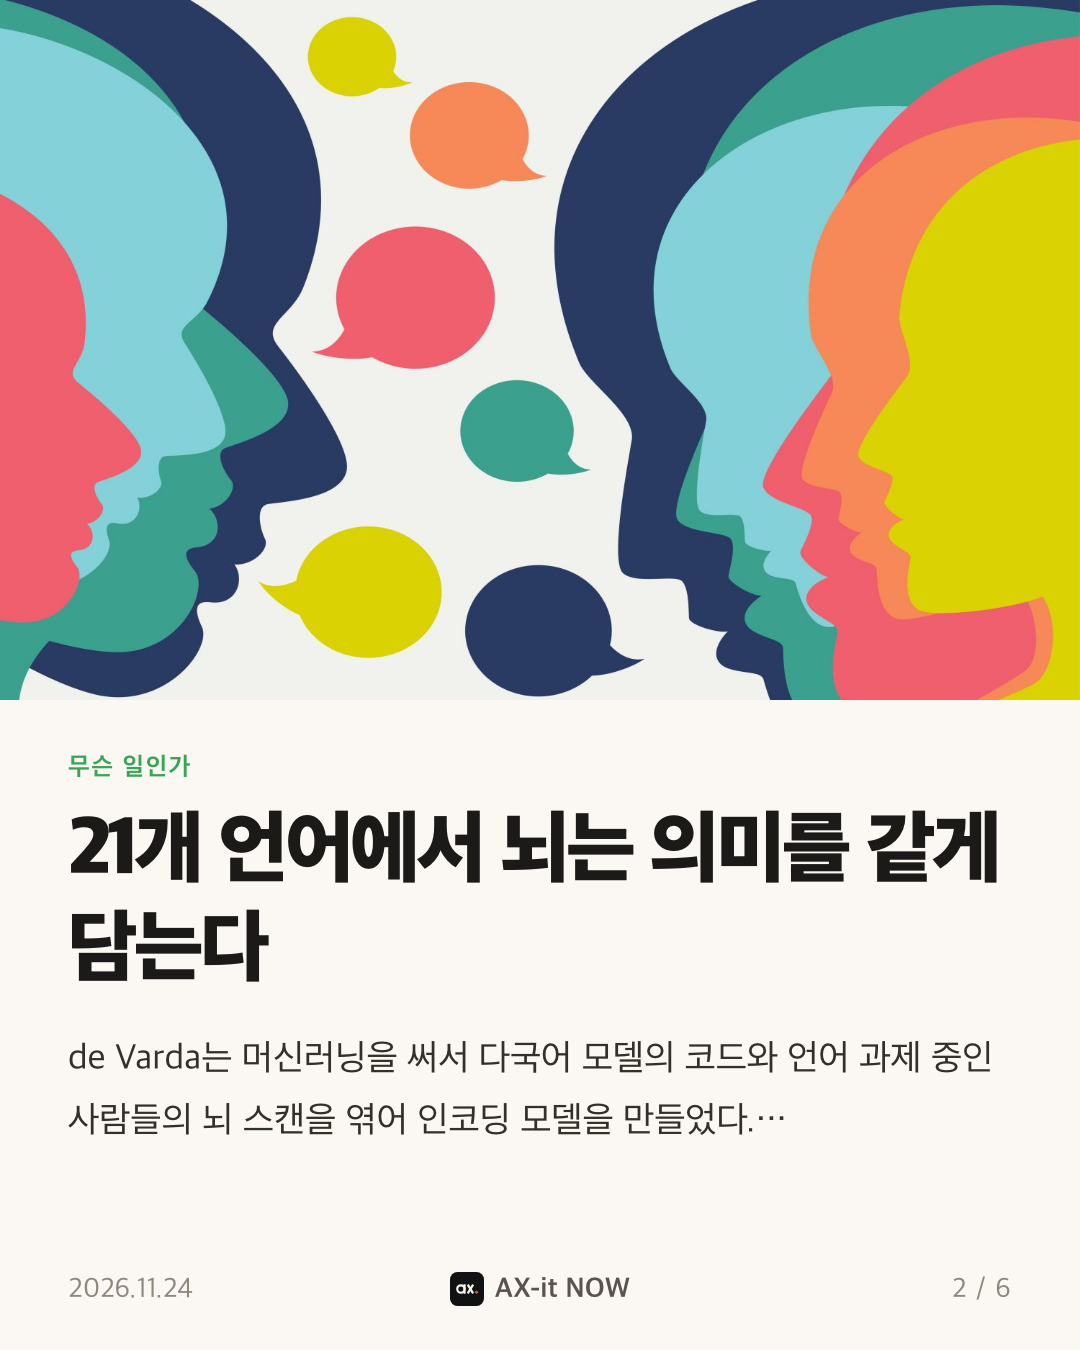 무슨 일인가
21개 언어에서 뇌는 의미를 같게
담는다
de Varda는 머신러닝을 써서 다국어 모델의 코드와 언어 과제 중인
사람들의 뇌 스캔을 엮어 인코딩 모델을 만들었다.…
2026.11.24
ax. AX-it NOW
2 / 6